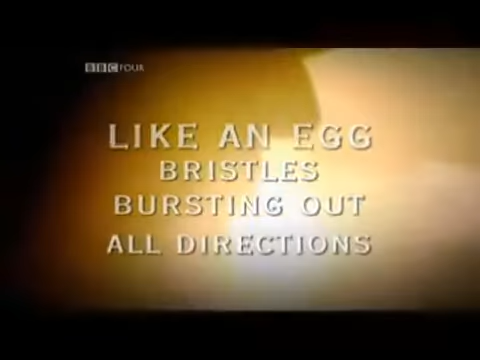 BBC FOUR
LIKE AN EGG
BRISTLES
BURSTING OUT
ALL DIRECTIONS